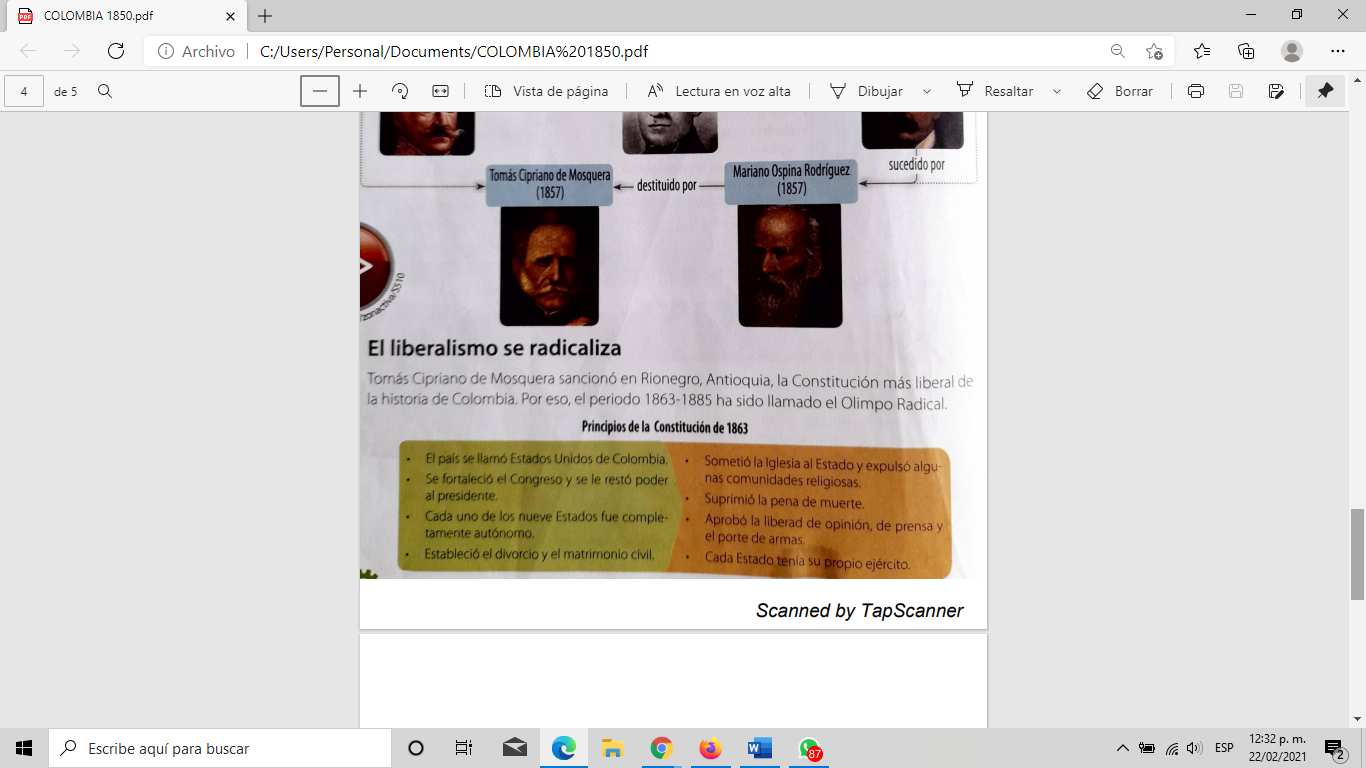 COLOMBIA 1850.pdf
Archivo
C:/Users/Personal/Documents/COLOMBIA%201850.pdf
4
de 5
Vista de página
Lectura en voz alta
Dibujar
Resaltar
Borrar
sucedido por
Tomás Cipriano de Mosquera
(1857)
destituido por
Mariano Ospina Rodríguez
(1857)
/zonactiva/SS10
El liberalismo se radicaliza
Tomás Cipriano de Mosquera sancionó en Rionegro, Antioquia, la Constitución más liberal de
la historia de Colombia. Por eso, el periodo 1863-1885 ha sido llamado el Olimpo Radical.
Principios de la Constitución de 1863
• El país se llamó Estados Unidos de Colombia.
• Se fortaleció el Congreso y se le restó poder
al presidente.
• Cada uno de los nueve Estados fue comple-
tamente autónomo.
• Estableció el divorcio y el matrimonio civil.
• Sometió la Iglesia al Estado y expulsó algu-
nas comunidades religiosas.
• Suprimió la pena de muerte.
• Aprobó la liberad de opinión, de prensa y
el porte de armas.
• Cada Estado tenía su propio ejército.
Scanned by TapScanner
Escribe aquí para buscar
87
ESP
12:32 p. m.
22/02/2021
2